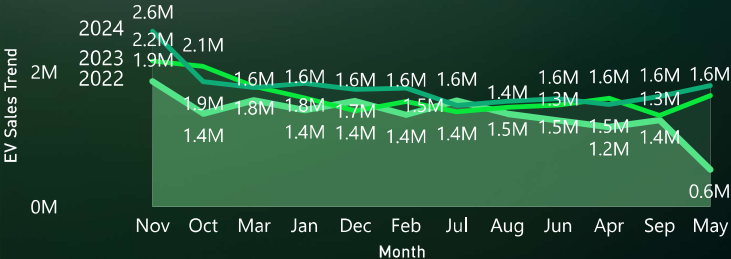 EV Sales Trend
2M
0M
2024
2023
2022
2.6M
2.2M
1.9M
2.1M
1.9M
1.4M
1.6M
1.8M
1.6M
1.8M
1.4M
1.6M
1.7M
1.4M
1.6M
1.5M
1.4M
1.6M
1.4M
1.4M
1.5M
1.6M
1.3M
1.5M
1.6M
1.5M
1.2M
1.6M
1.3M
1.4M
1.6M
0.6M
Nov Oct Mar Jan Dec Feb Jul Aug Jun Apr Sep May
Month